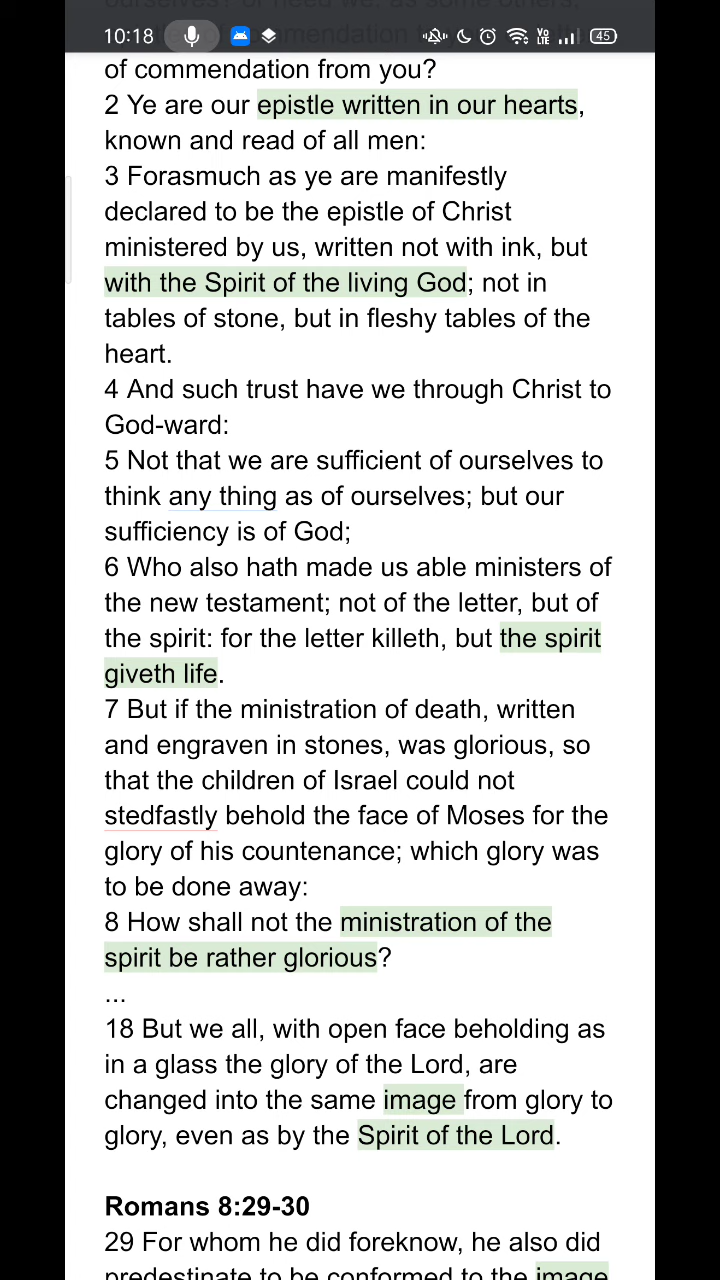 10:18 VO LTE 45
of commendation from you?
2 Ye are our epistle written in our hearts,
known and read of all men:
3 Forasmuch as ye are manifestly
declared to be the epistle of Christ
ministered by us, written not with ink, but
with the Spirit of the living God; not in
tables of stone, but in fleshy tables of the
heart.
4 And such trust have we through Christ to
God-ward:
5 Not that we are sufficient of ourselves to
think any thing as of ourselves; but our
sufficiency is of God;
6 Who also hath made us able ministers of
the new testament; not of the letter, but of
the spirit: for the letter killeth, but the spirit
giveth life.
7 But if the ministration of death, written
and engraven in stones, was glorious, so
that the children of Israel could not
stedfastly behold the face of Moses for the
glory of his countenance; which glory was
to be done away:
8 How shall not the ministration of the
spirit be rather glorious?
...
18 But we all, with open face beholding as
in a glass the glory of the Lord, are
changed into the same image from glory to
glory, even as by the Spirit of the Lord.
Romans 8:29-30
29 For whom he did foreknow, he also did
predestinate to be conformed to the image